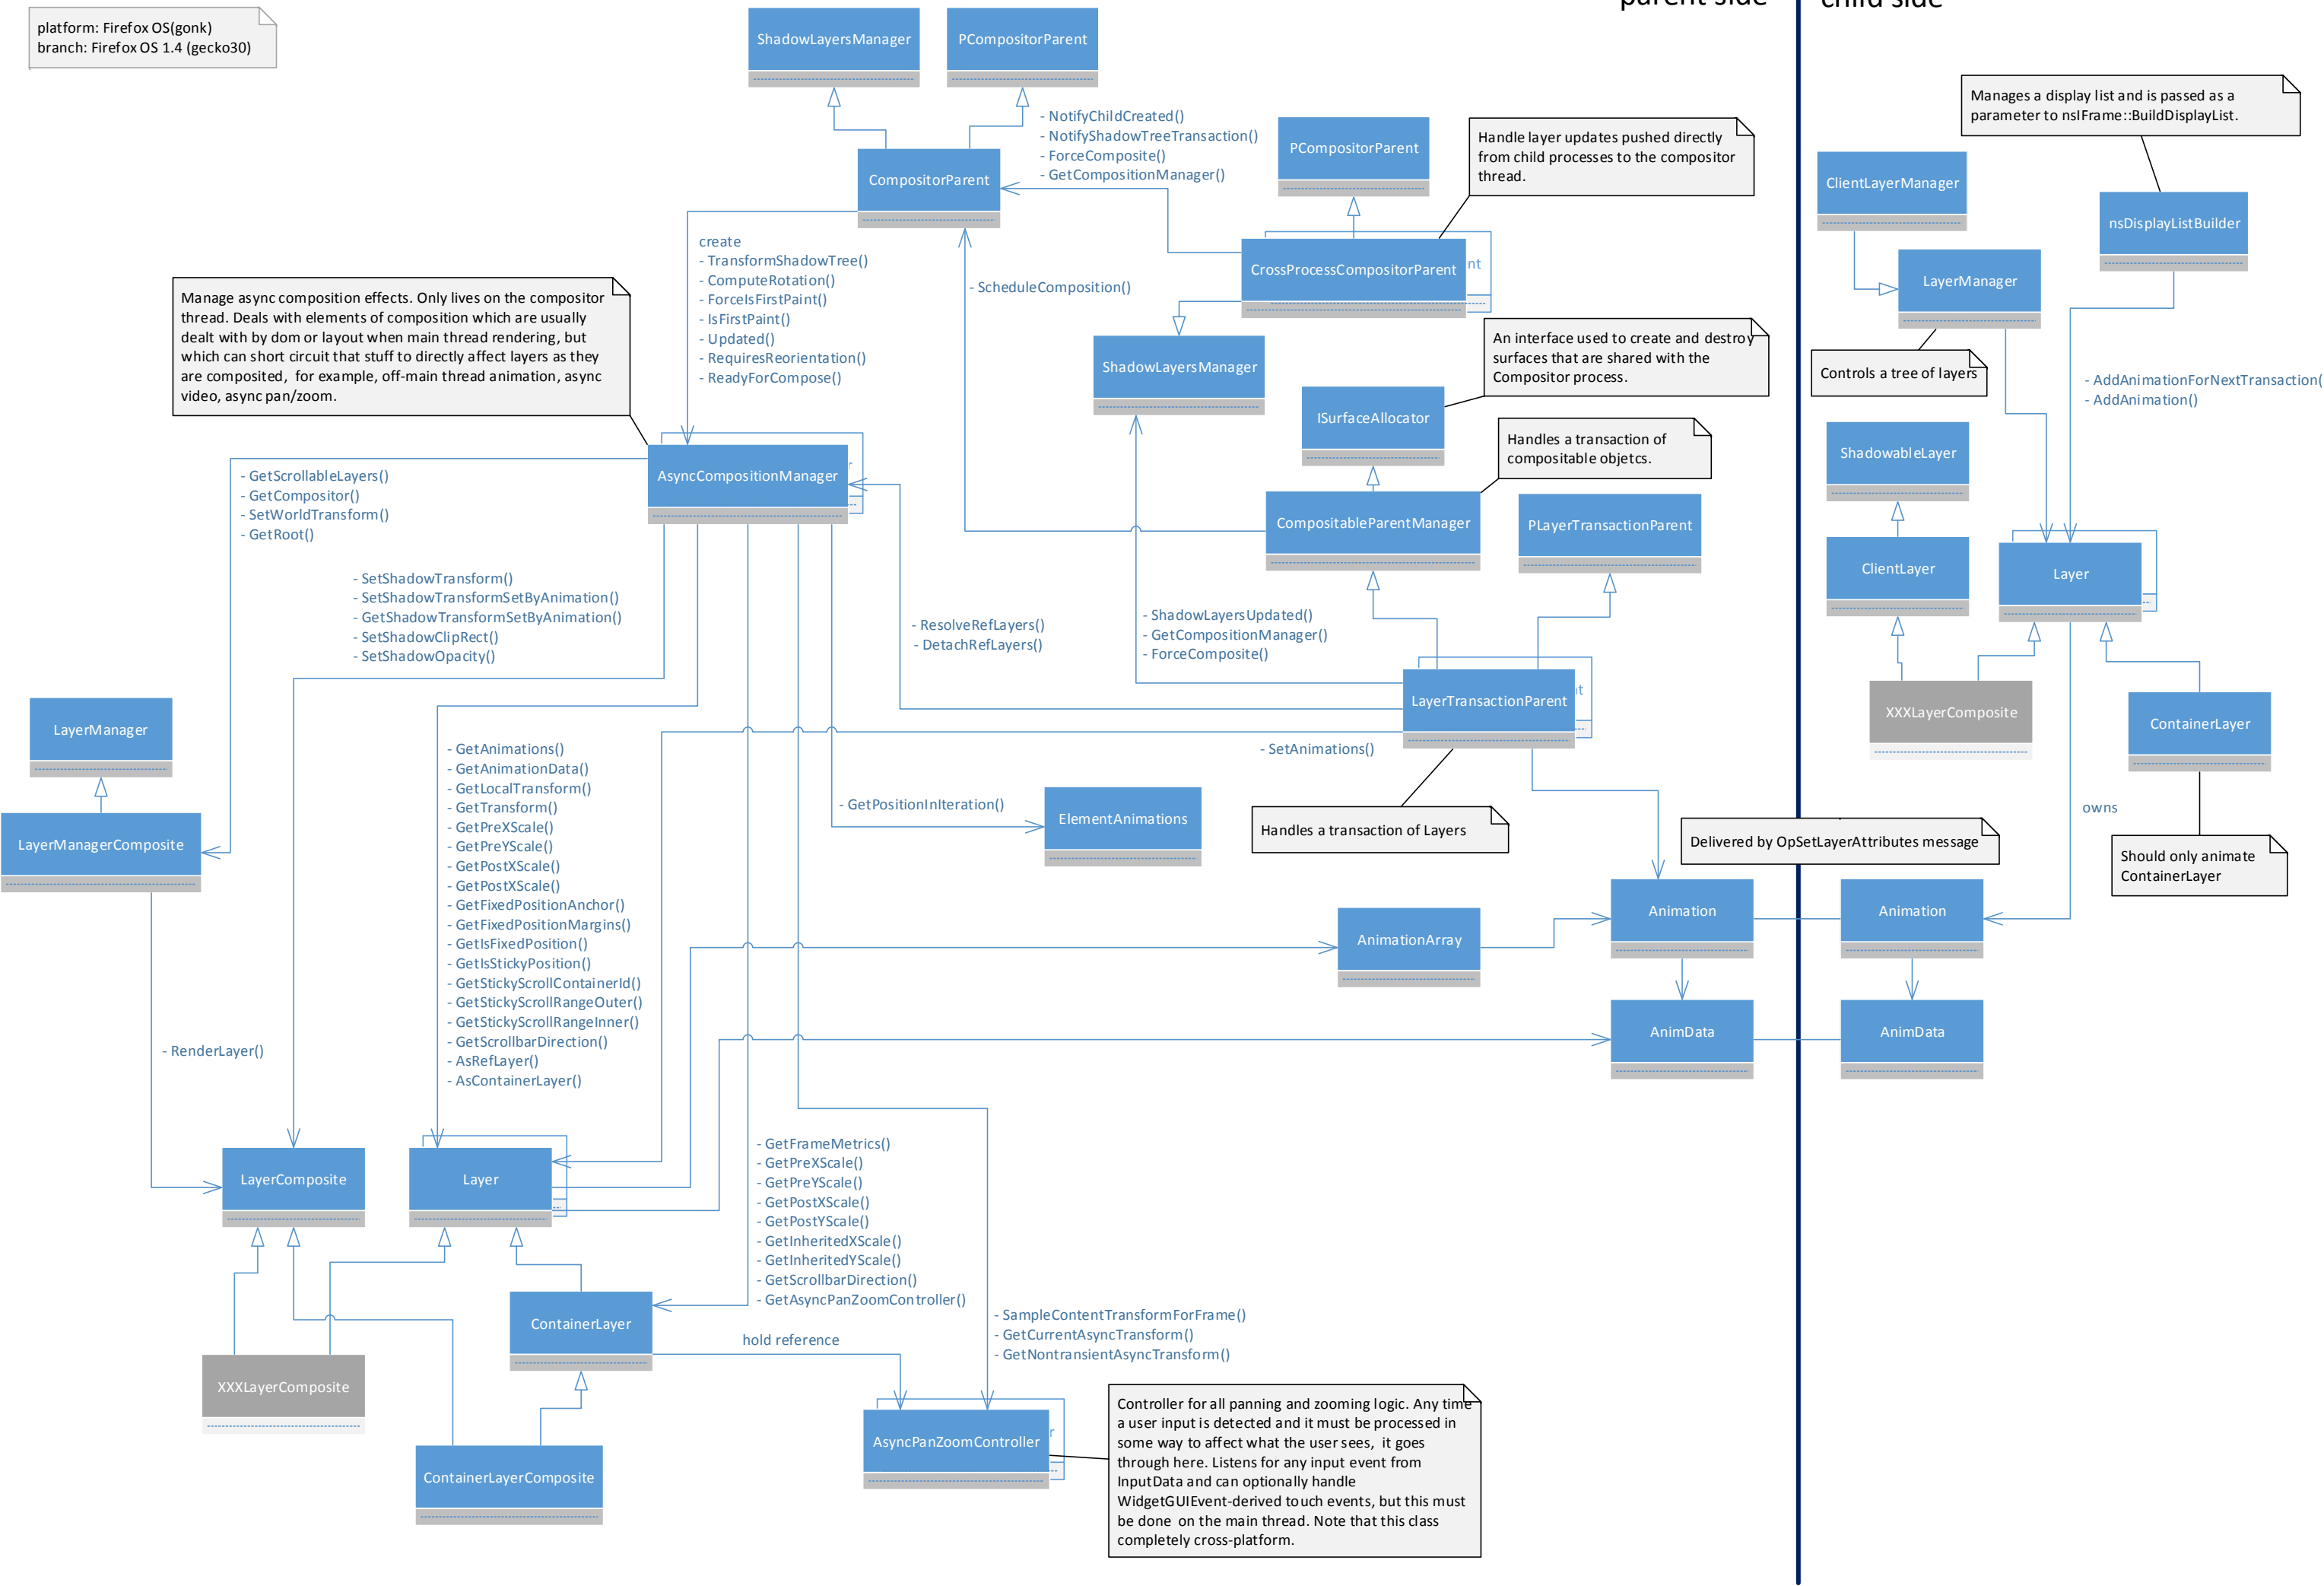 parent side
child side
platform: Firefox OS(gonk)
branch: Firefox OS 1.4 (gecko30)
ShadowLayersManager
PCompositorParent
- NotifyChildCreated()
- NotifyShadowTreeTransaction()
- ForceComposite()
- GetCompositionManager()
CompositorParent
PCompositorParent
Handle layer updates pushed directly
from child processes to the compositor
thread.
create
- TransformShadowTree()
- ComputeRotation()
- ForceIsFirstPaint()
- IsFirstPaint()
- Updated()
- RequiresReorientation()
- ReadyForCompose()
- ScheduleComposition()
CrossProcessCompositorParent
nt
Manage async composition effects. Only lives on the compositor
thread. Deals with elements of composition which are usually
dealt with by dom or layout when main thread rendering, but
which can short circuit that stuff to directly affect layers as they
are composited,  for example, off-main thread animation, async
video, async pan/zoom.
ShadowLayersManager
An interface used to create and destroy
surfaces that are shared with the
Compositor process.
ISurfaceAllocator
Handles a transaction of
compositable objetcs.
AsyncCompositionManager
r
- GetScrollableLayers()
- GetCompositor()
- SetWorldTransform()
- GetRoot()
CompositableParentManager
PLayerTransactionParent
- SetShadowTransform()
- SetShadowTransformSetByAnimation()
- GetShadowTransformSetByAnimation()
- SetShadowClipRect()
- SetShadowOpacity()
- ResolveRefLayers()
- DetachRefLayers()
- ShadowLayersUpdated()
- GetCompositionManager()
- ForceComposite()
LayerTransactionParent
nt
LayerManager
- GetAnimations()
- GetAnimationData()
- GetLocalTransform()
- GetTransform()
- GetPreXScale()
- GetPreYScale()
- GetPostXScale()
- GetPostXScale()
- GetFixedPositionAnchor()
- GetFixedPositionMargins()
- GetIsFixedPosition()
- GetIsStickyPosition()
- GetStickyScrollContainerId()
- GetStickyScrollRangeOuter()
- GetStickyScrollRangeInner()
- GetScrollbarDirection()
- AsRefLayer()
- AsContainerLayer()
- SetAnimations()
- GetPositionInIteration()
ElementAnimations
Handles a transaction of Layers
LayerManagerComposite
Delivered by OpSetLayerAttributes message
Animation
AnimationArray
AnimData
- RenderLayer()
LayerComposite
Layer
- GetFrameMetrics()
- GetPreXScale()
- GetPreYScale()
- GetPostXScale()
- GetPostYScale()
- GetInheritedXScale()
- GetInheritedYScale()
- GetScrollbarDirection()
- GetAsyncPanZoomController()
ContainerLayer
hold reference
- SampleContentTransformForFrame()
- GetCurrentAsyncTransform()
- GetNontransientAsyncTransform()
XXXLayerComposite
ContainerLayerComposite
AsyncPanZoomController
r
Controller for all panning and zooming logic. Any time
a user input is detected and it must be processed in
some way to affect what the user sees,  it goes
through here. Listens for any input event from
InputData and can optionally handle
WidgetGUIEvent-derived touch events, but this must
be done  on the main thread. Note that this class
completely cross-platform.
Manages a display list and is passed as a
parameter to nsIFrame::BuildDisplayList.
ClientLayerManager
nsDisplayListBuilder
LayerManager
Controls a tree of layers
- AddAnimationForNextTransaction(
- AddAnimation()
ShadowableLayer
ClientLayer
Layer
XXXLayerComposite
ContainerLayer
owns
Should only animate
ContainerLayer
Animation
AnimData